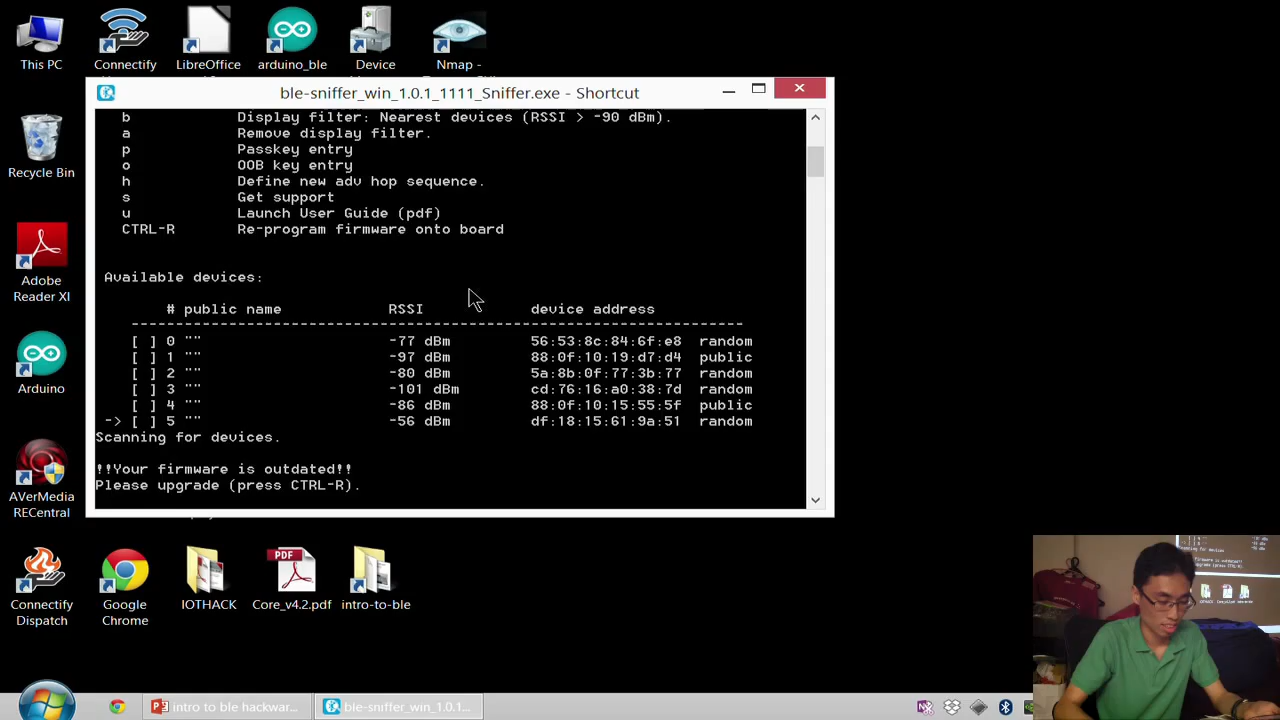 This PC
Connectify
LibreOffice
arduino_ble
Device
Nmap -
ble-sniffer_win_1.0.1_1111_Sniffer.exe - Shortcut
b Display filter: Nearest devices (RSSI > -90 dBm).
a Remove display filter.
p Passkey entry
o OOB key entry
h Define new adv hop sequence.
s Get support
u Launch User Guide (pdf)
CTRL-R Re-program firmware onto board
Available devices:
# public name RSSI device address
[ ] 0 "" -77 dBm 56:53:8c:84:6f:e8 random
[ ] 1 "" -97 dBm 88:0f:10:19:d7:d4 public
[ ] 2 "" -80 dBm 5a:8b:0f:77:3b:77 random
[ ] 3 "" -101 dBm cd:76:16:a0:38:7d random
[ ] 4 "" -86 dBm 88:0f:10:15:55:5f public
-> [ ] 5 "" -56 dBm df:18:15:61:9a:51 random
Scanning for devices.
!!Your firmware is outdated!!
Please upgrade (press CTRL-R).
Recycle Bin
Adobe
Reader XI
Arduino
AVerMedia
RECentral
Connectify
Dispatch
Google
Chrome
IOTHACK
PDF
Core_v4.2.pdf
intro-to-ble
intro to ble hackwar...
ble-sniffer_win_1.0.1...